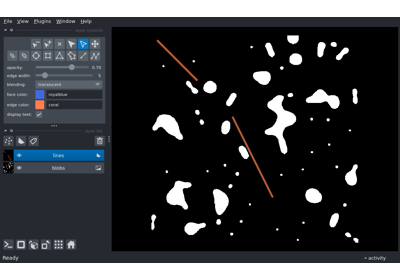 File View Plugins Window Help
opacity: 0.70
edge width: 5
blending: translucent
face color: royalblue
edge color: coral
display text: ✓
lines
blobs
Ready
activity